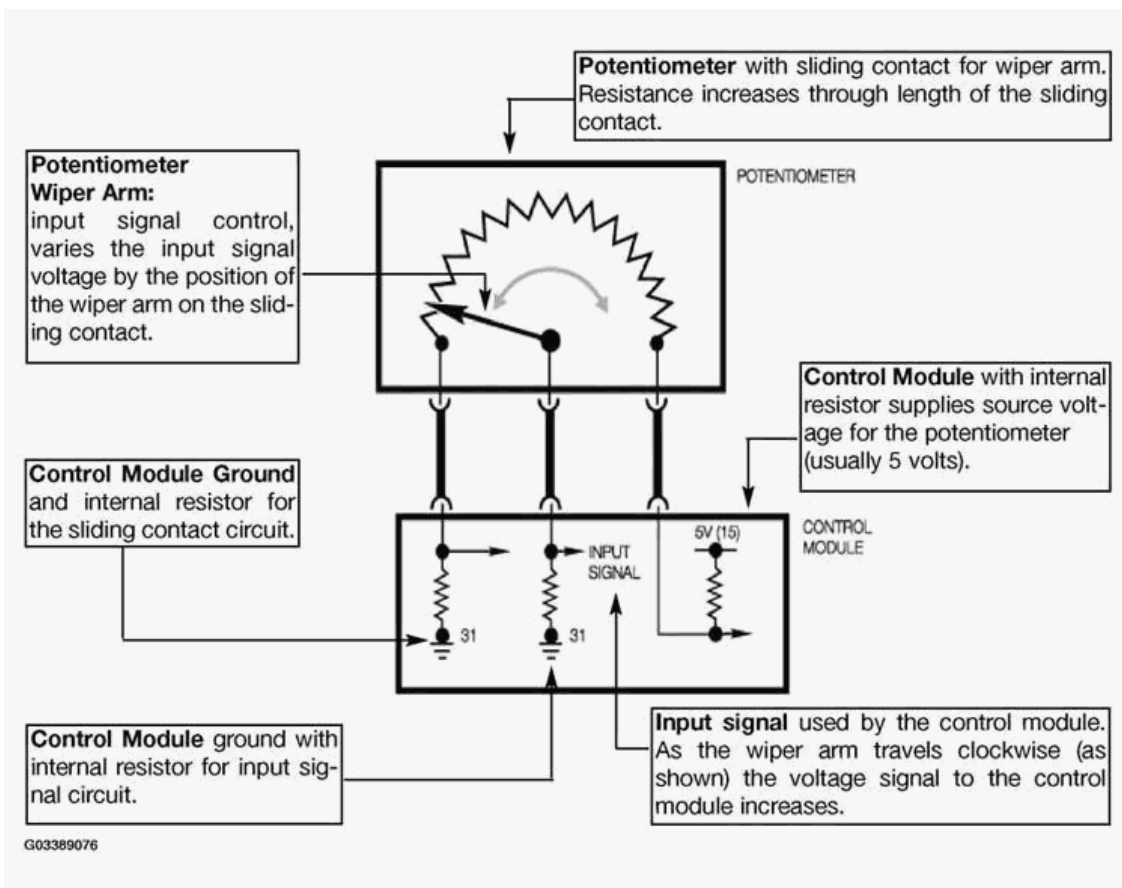 Potentiometer with sliding contact for wiper arm.
Resistance increases through length of the sliding
contact.
Potentiometer
Wiper Arm:
input signal control,
varies the input signal
voltage by the position of
the wiper arm on the slid-
ing contact.
POTENTIOMETER
Control Module with internal
resistor supplies source volt-
age for the potentiometer
(usually 5 volts).
Control Module Ground
and internal resistor for
the sliding contact circuit.
5V (15)
CONTROL
MODULE
INPUT
SIGNAL
31
31
Control Module ground with
internal resistor for input sig-
nal circuit.
Input signal used by the control module.
As the wiper arm travels clockwise (as
shown) the voltage signal to the control
module increases.
G03389076